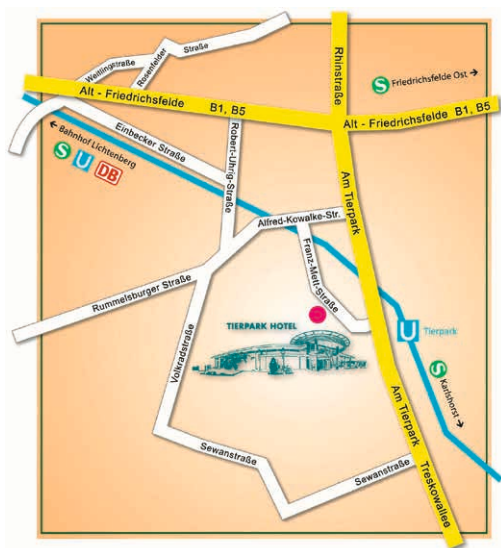 Weitlingstraße
Rosenfelder
Straße
Rhinstraße
S Friedrichsfelde Ost →
Alt - Friedrichsfelde B1, B5
Alt - Friedrichsfelde B1, B5
← Bahnhof Lichtenberg
S U DB
Einbecker Straße
Robert-Uhrig-Straße
Am Tierpark
Alfred-Kowalke-Str.
Franz-Mett-Straße
Rummelsburger Straße
TIERPARK HOTEL
U Tierpark
Volkradstraße
S Karlshorst →
Am Tierpark
Sewanstraße
Sewanstraße
Treskowallee